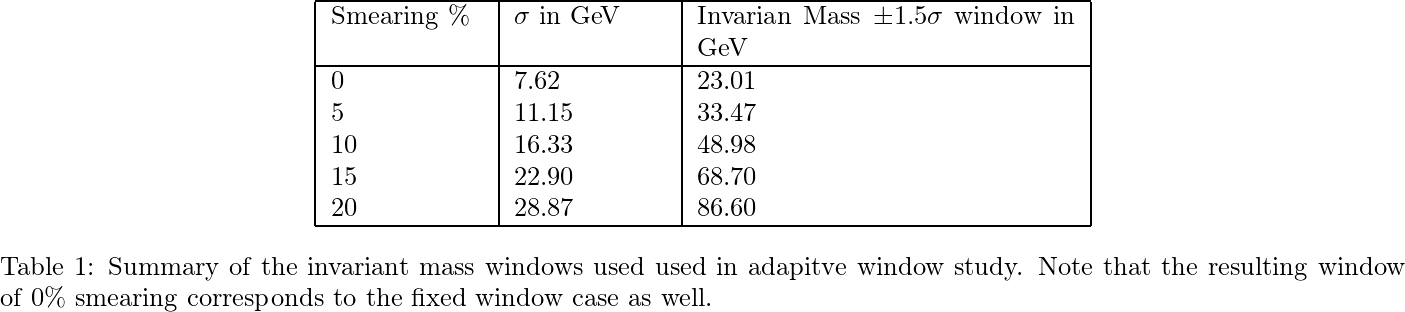 Smearing % σ in GeV Invarian Mass ±1.5σ window in
GeV
0 7.62 23.01
5 11.15 33.47
10 16.33 48.98
15 22.90 68.70
20 28.87 86.60
Table 1: Summary of the invariant mass windows used used in adapitve window study. Note that the resulting window
of 0% smearing corresponds to the fixed window case as well.